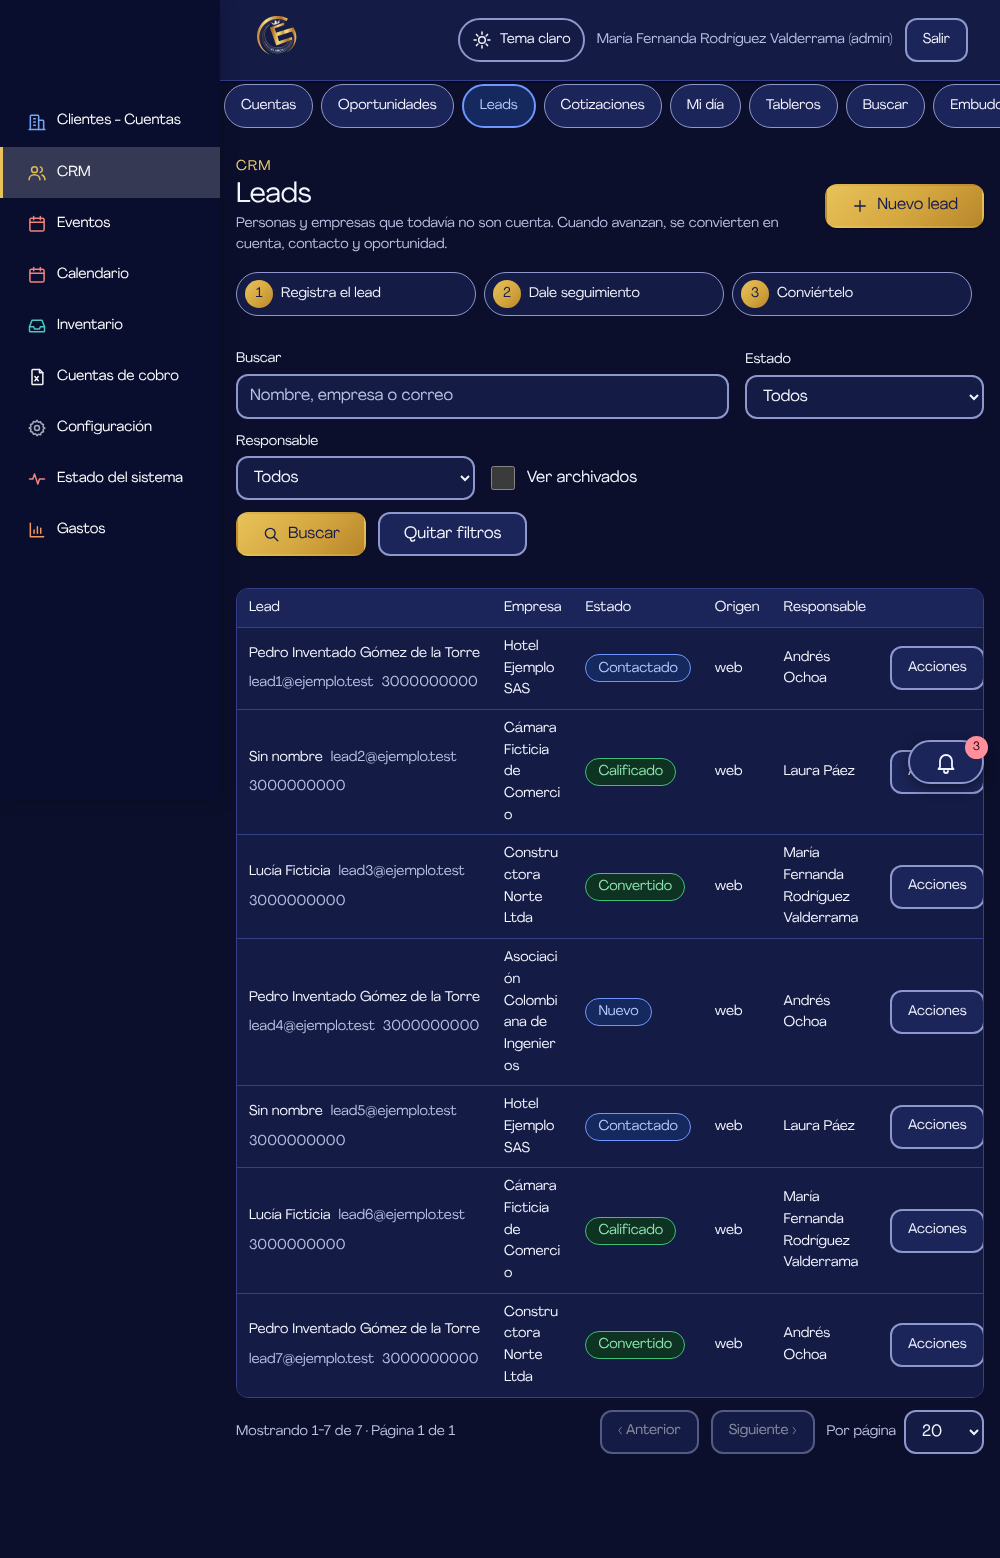 Tema claro
María Fernanda Rodríguez Valderrama (admin)
Salir
Clientes - Cuentas
CRM
Eventos
Calendario
Inventario
Cuentas de cobro
Configuración
Estado del sistema
Gastos
Cuentas
Oportunidades
Leads
Cotizaciones
Mi día
Tableros
Buscar
CRM
Leads
Personas y empresas que todavía no son cuenta. Cuando avanzan, se convierten en
cuenta, contacto y oportunidad.
+ Nuevo lead
1 Registra el lead
2 Dale seguimiento
3 Conviértelo
Buscar
Nombre, empresa o correo
Estado
Todos
Responsable
Todos
Ver archivados
Buscar
Quitar filtros
Lead Empresa Estado Origen Responsable
Pedro Inventado Gómez de la Torre
lead1@ejemplo.test 3000000000
Hotel
Ejemplo
SAS
Contactado
web
Andrés
Ochoa
Acciones
Sin nombre lead2@ejemplo.test
3000000000
Cámara
Ficticia
de
Comerci
o
Calificado
web
Laura Páez
3
Lucía Ficticia lead3@ejemplo.test
3000000000
Constru
ctora
Norte
Ltda
Convertido
web
María
Fernanda
Rodríguez
Valderrama
Acciones
Pedro Inventado Gómez de la Torre
lead4@ejemplo.test 3000000000
Asociaci
ón
Colombi
ana de
Ingenier
os
Nuevo
web
Andrés
Ochoa
Acciones
Sin nombre lead5@ejemplo.test
3000000000
Hotel
Ejemplo
SAS
Contactado
web
Laura Páez
Acciones
Lucía Ficticia lead6@ejemplo.test
3000000000
Cámara
Ficticia
de
Comerci
o
Calificado
web
María
Fernanda
Rodríguez
Valderrama
Acciones
Pedro Inventado Gómez de la Torre
lead7@ejemplo.test 3000000000
Constru
ctora
Norte
Ltda
Convertido
web
Andrés
Ochoa
Acciones
Mostrando 1-7 de 7 · Página 1 de 1
‹ Anterior
Siguiente ›
Por página
20